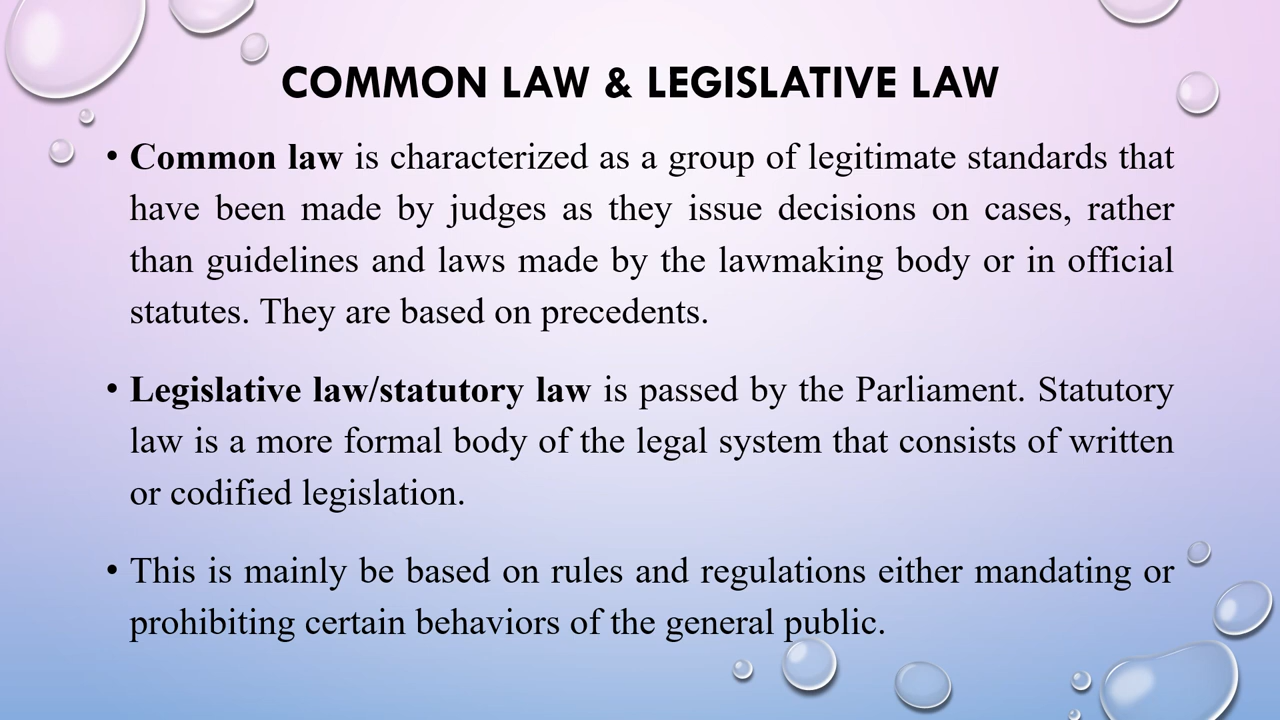 COMMON LAW & LEGISLATIVE LAW
• Common law is characterized as a group of legitimate standards that
have been made by judges as they issue decisions on cases, rather
than guidelines and laws made by the lawmaking body or in official
statutes. They are based on precedents.
• Legislative law/statutory law is passed by the Parliament. Statutory
law is a more formal body of the legal system that consists of written
or codified legislation.
• This is mainly be based on rules and regulations either mandating or
prohibiting certain behaviors of the general public.